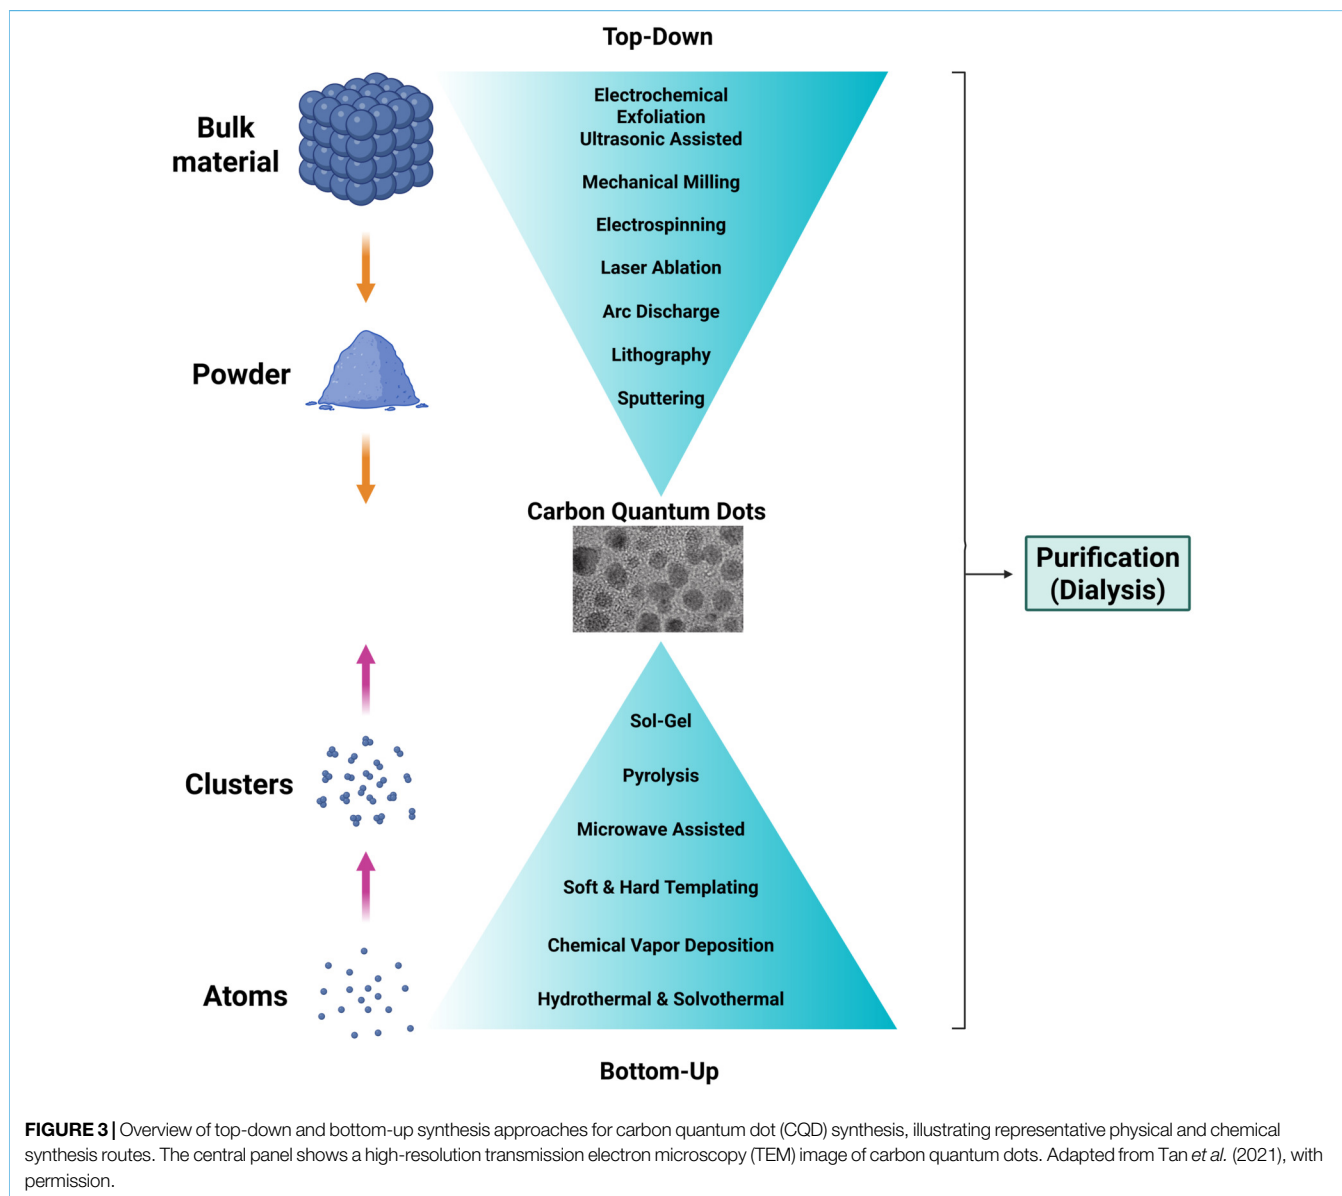 Top-Down
Bulk
material
Electrochemical
Exfoliation
Ultrasonic Assisted
Mechanical Milling
Electrospinning
Laser Ablation
Arc Discharge
Lithography
Sputtering
Powder
Carbon Quantum Dots
Purification
(Dialysis)
Clusters
Sol-Gel
Pyrolysis
Microwave Assisted
Soft & Hard Templating
Chemical Vapor Deposition
Hydrothermal & Solvothermal
Atoms
Bottom-Up
FIGURE 3 | Overview of top-down and bottom-up synthesis approaches for carbon quantum dot (CQD) synthesis, illustrating representative physical and chemical
synthesis routes. The central panel shows a high-resolution transmission electron microscopy (TEM) image of carbon quantum dots. Adapted from Tan et al. (2021), with
permission.